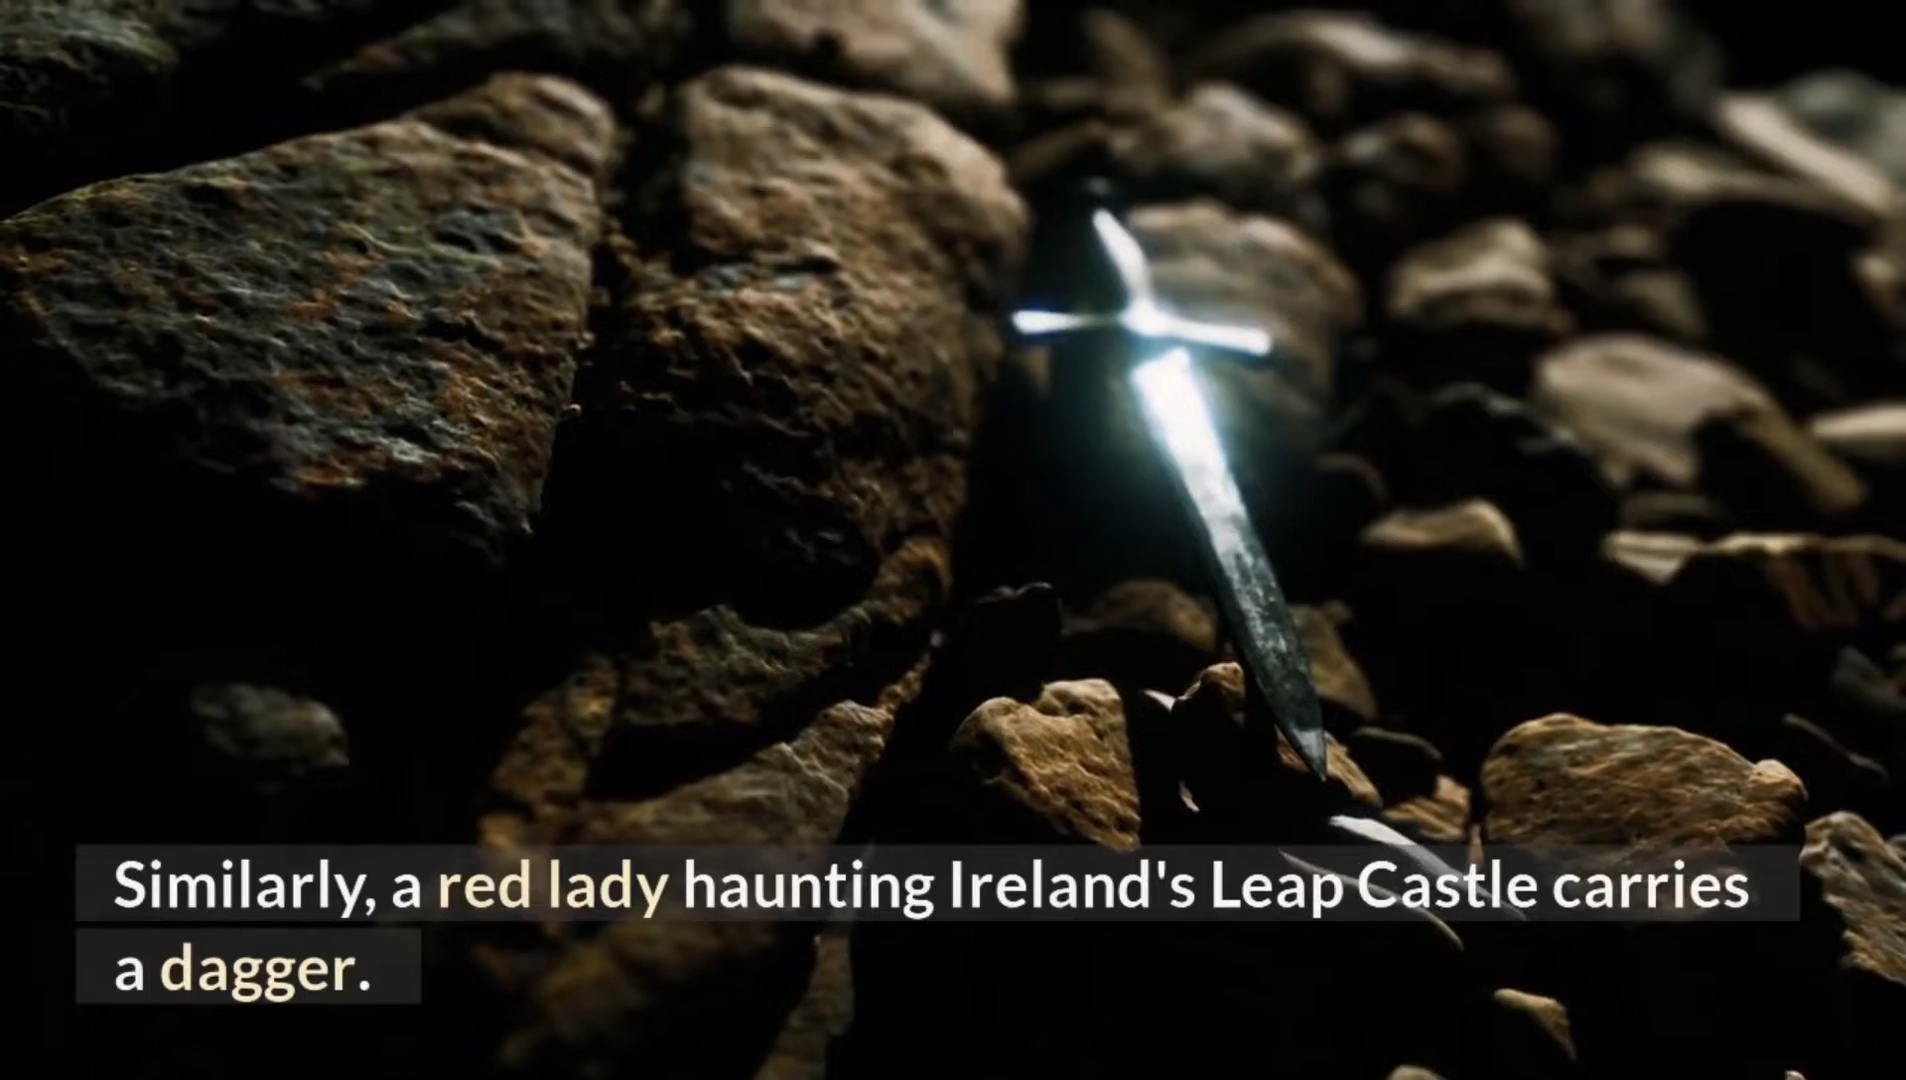 Similarly, a red lady haunting Ireland's Leap Castle carries
a dagger.